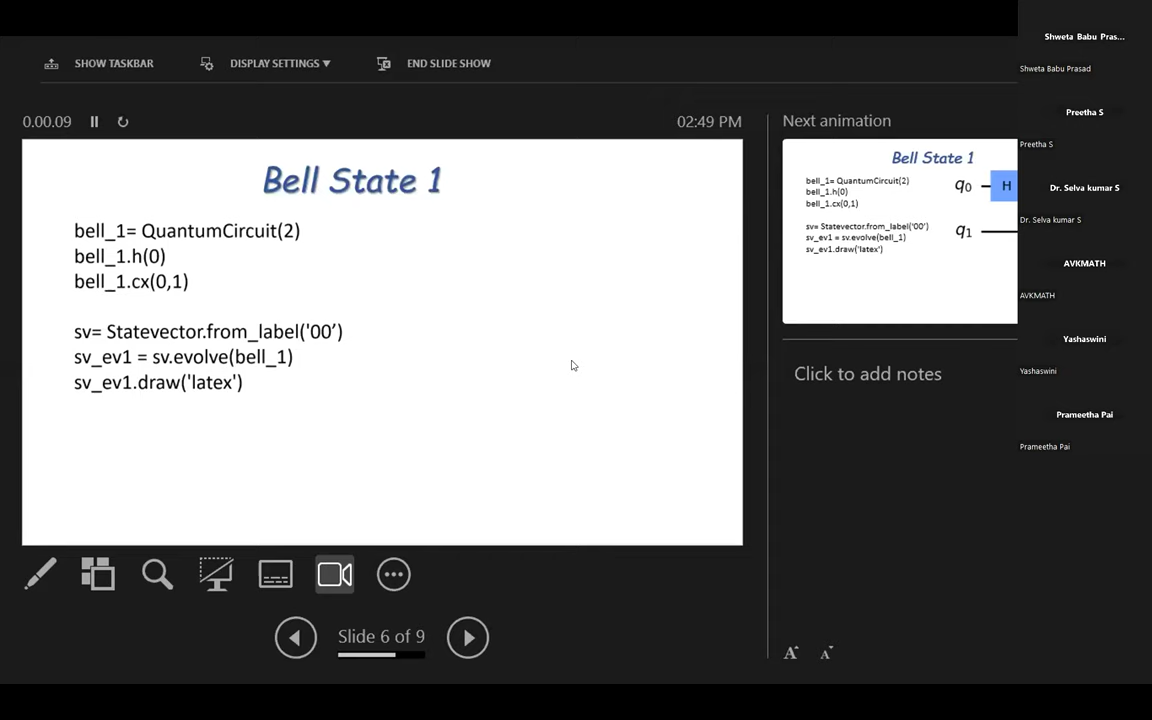 SHOW TASKBAR
DISPLAY SETTINGS ▼
END SLIDE SHOW
0.00.09
02:49 PM
Bell State 1
bell_1= QuantumCircuit(2)
bell_1.h(0)
bell_1.cx(0,1)
sv= Statevector.from_label('00’)
sv_ev1 = sv.evolve(bell_1)
sv_ev1.draw('latex')
Slide 6 of 9
Next animation
Bell State 1
bell_1= QuantumCircuit(2)
bell_1.h(0)
bell_1.cx(0,1)
sv= Statevector.from_label('00’)
sv_ev1 = sv.evolve(bell_1)
sv_ev1.draw('latex')
q0
H
q1
Click to add notes
A A
Shweta Babu Pras...
Shweta Babu Prasad
Preetha S
Preetha S
Dr. Selva kumar S
Dr. Selva kumar S
AVKMATH
AVKMATH
Yashaswini
Yashaswini
Prameetha Pai
Prameetha Pai